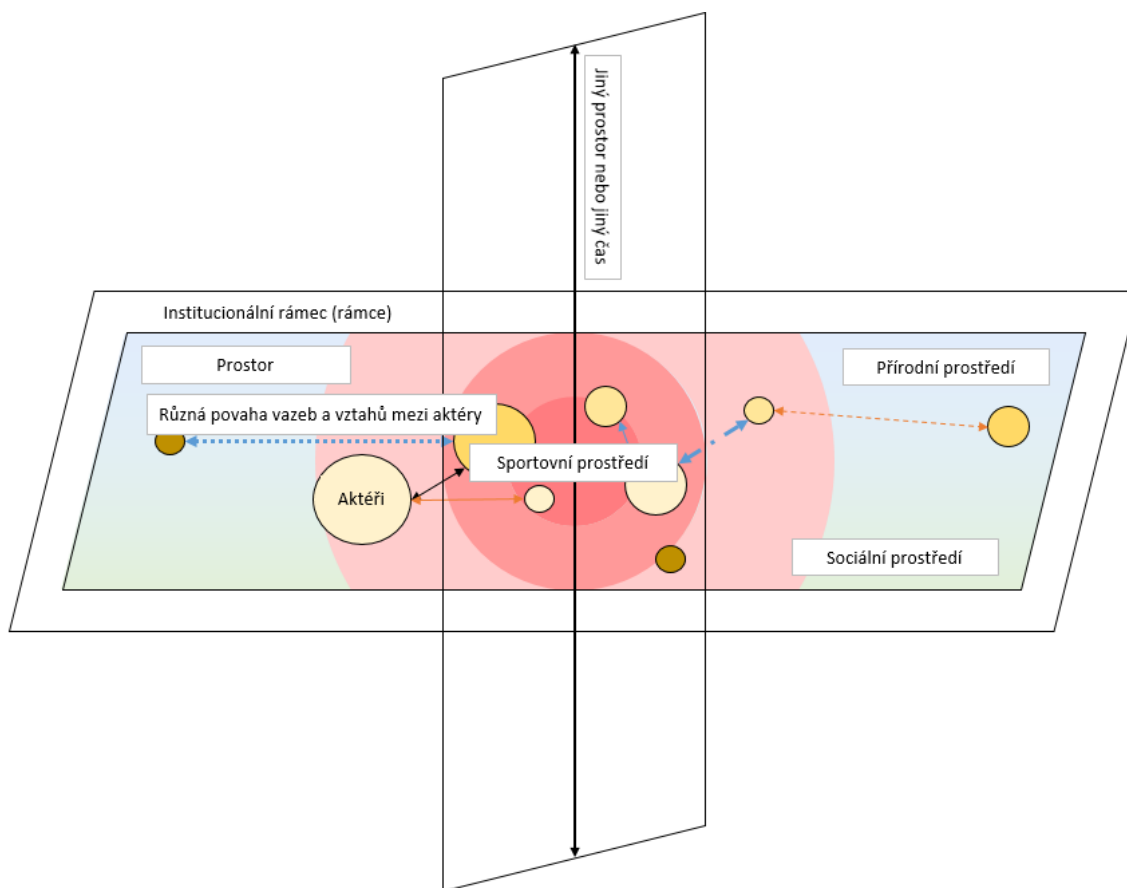 Jiný prostor nebo jiný čas
Institucionální rámec (rámce)
Prostor
Přírodní prostředí
Různá povaha vazeb a vztahů mezi aktéry
Sportovní prostředí
Aktéři
Sociální prostředí